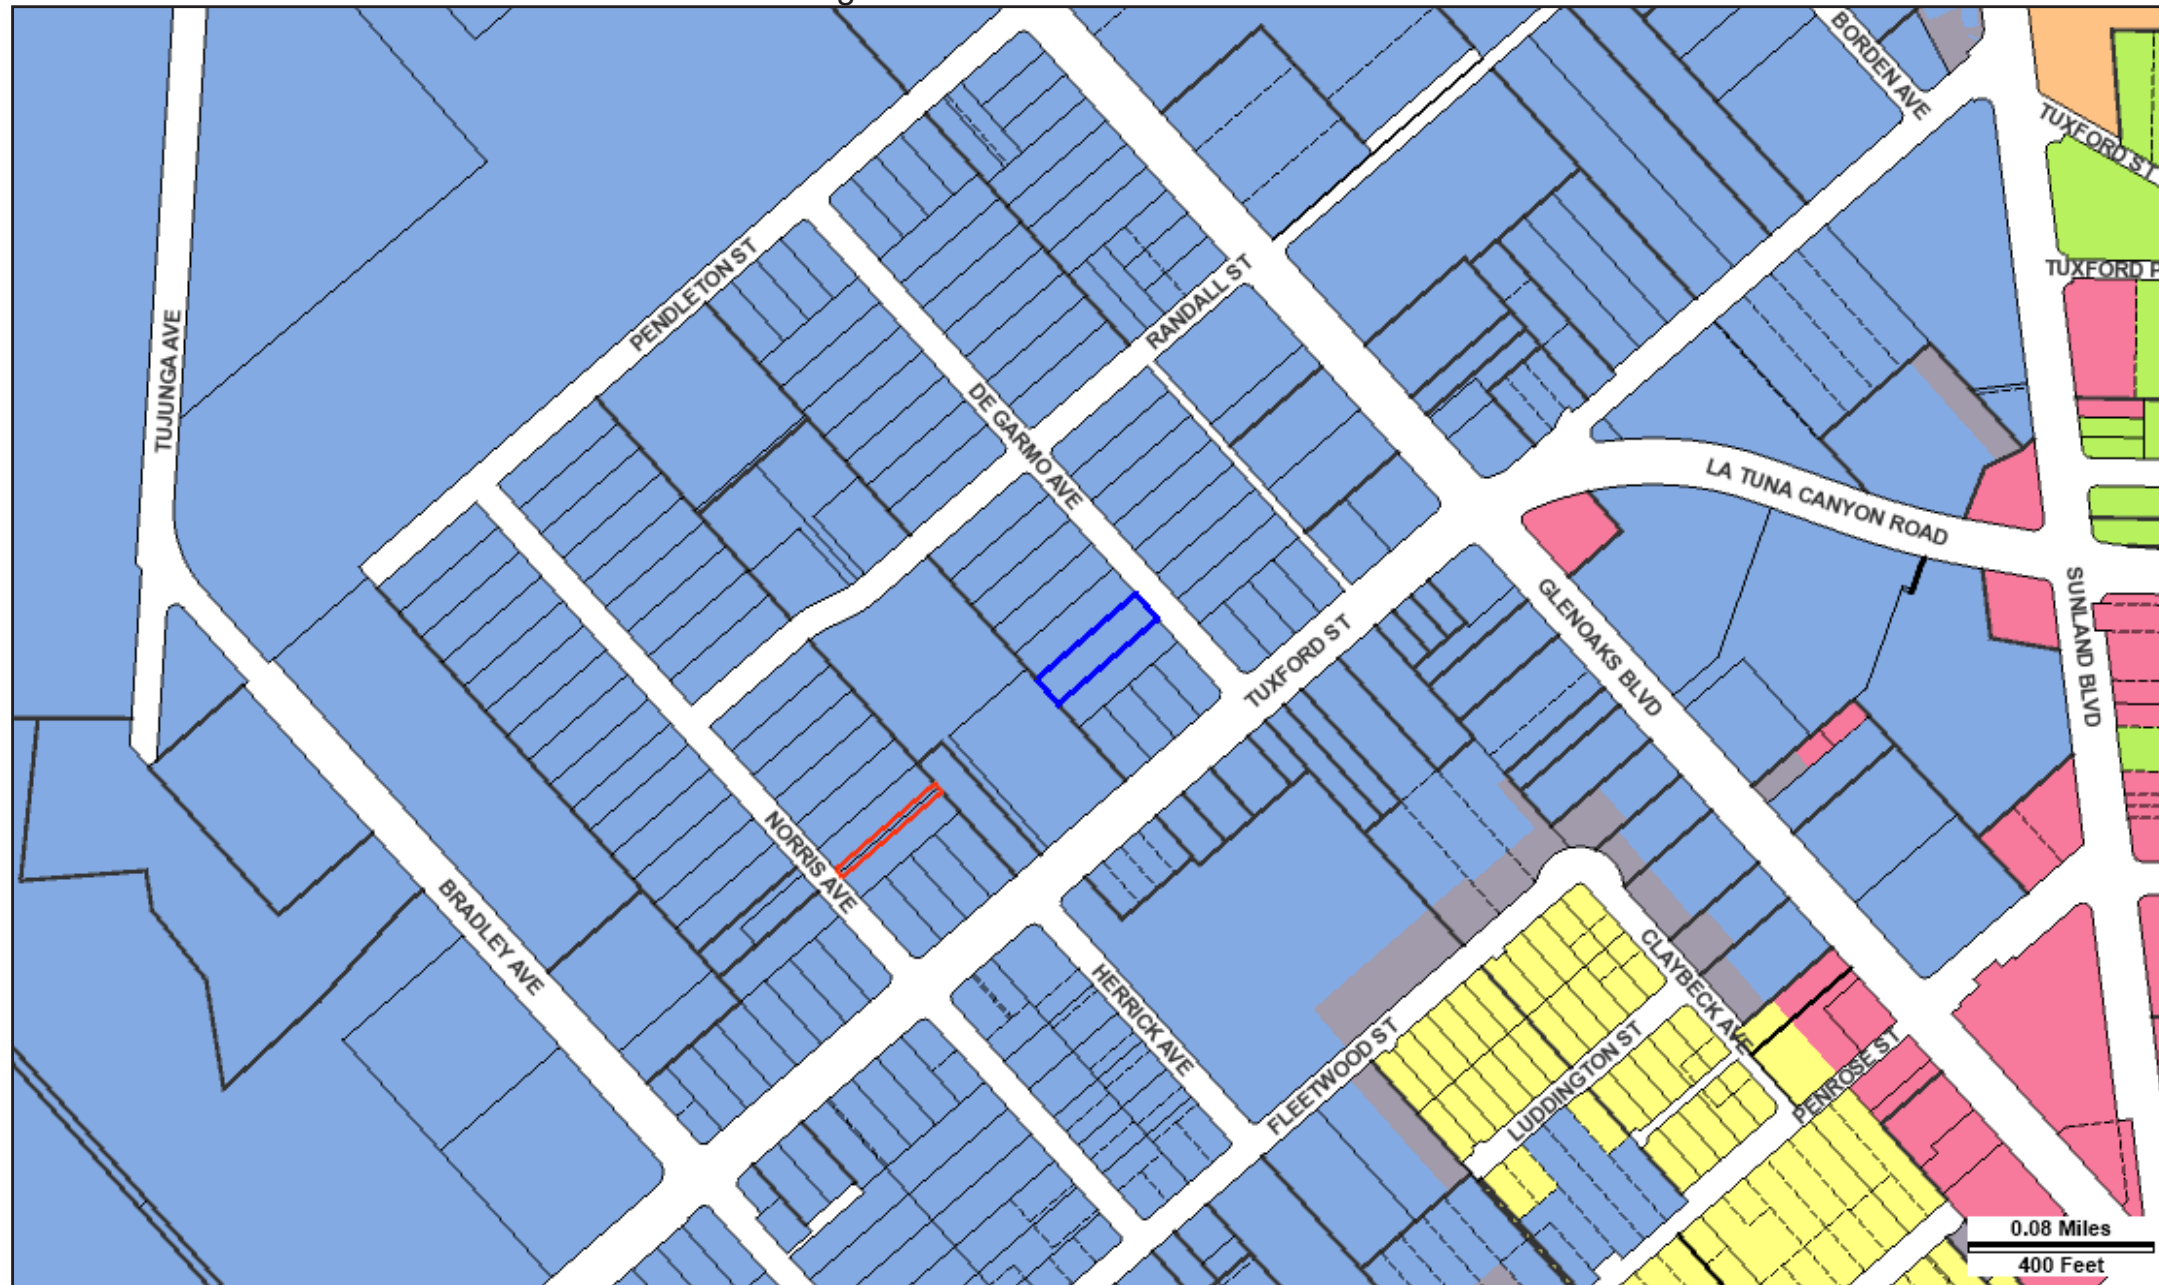 BORDEN AVE
TUXFORD ST
TUXFORD P
PENDLETON ST
RANDALL ST
TUJUNGA AVE
DE GARMO AVE
LA TUNA CANYON ROAD
SUNLAND BLVD
GLENOAKS BLVD
TUXFORD ST
NORRIS AVE
BRADLEY AVE
HERRICK AVE
CLAYBECK AVE
FLEETWOOD ST
LUDDINGTON ST
PENROSE ST
0.08 Miles
400 Feet